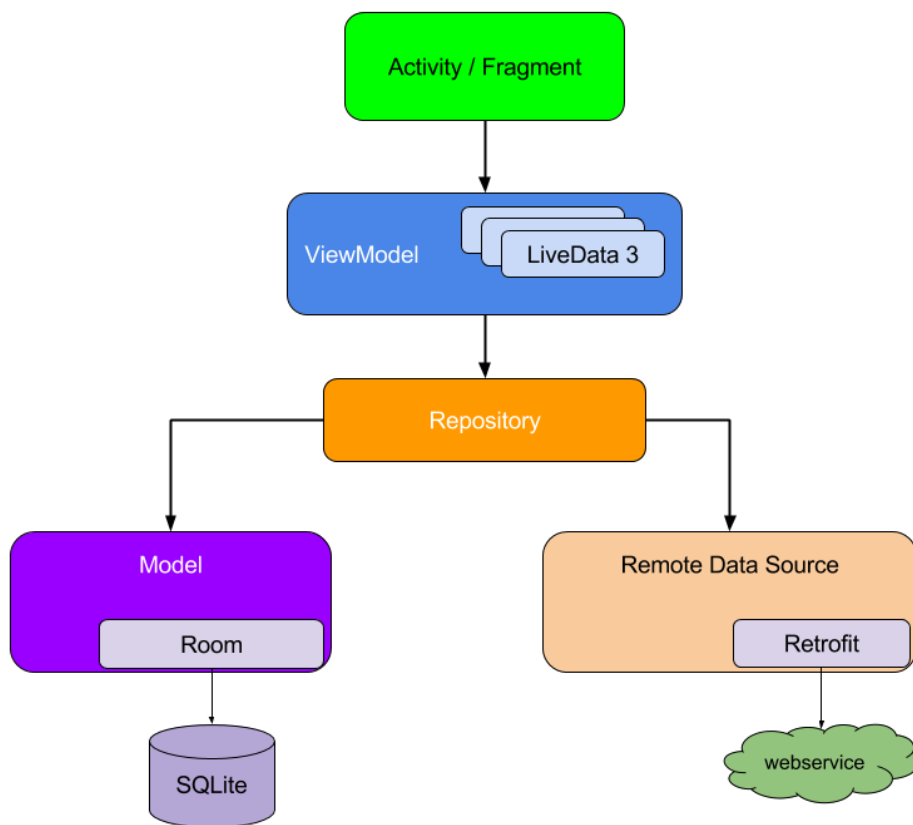 Activity / Fragment
ViewModel
LiveData 3
Repository
Model
Room
SQLite
Remote Data Source
Retrofit
webservice